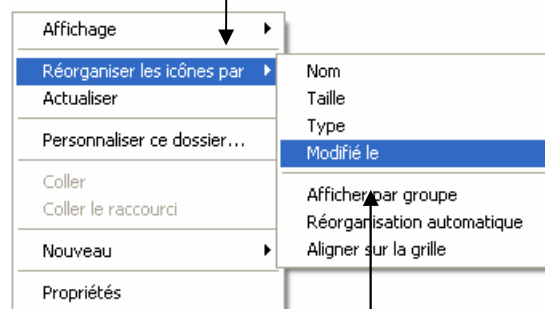 Affichage
Réorganiser les icônes par
Actualiser
Personnaliser ce dossier...
Coller
Coller le raccourci
Nouveau
Propriétés
Nom
Taille
Type
Modifié le
Afficher par groupe
Réorganisation automatique
Aligner sur la grille